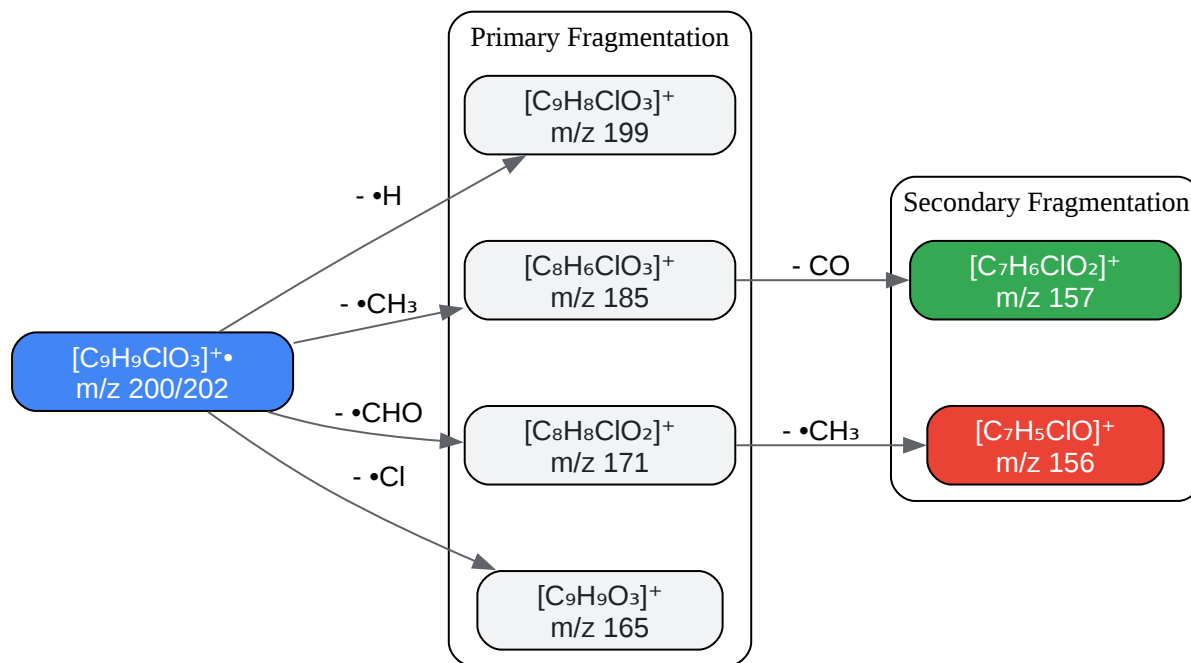 Primary Fragmentation
[C₉H₈ClO₃]⁺
m/z 199
- •H
Secondary Fragmentation
[C₈H₆ClO₃]⁺
m/z 185
- CO
[C₇H₆ClO₂]⁺
m/z 157
- •CH₃
[C₉H₉ClO₃]⁺•
m/z 200/202
- •CHO
[C₈H₈ClO₂]⁺
m/z 171
- •CH₃
[C₇H₅ClO]⁺
m/z 156
- •Cl
[C₉H₉O₃]⁺
m/z 165